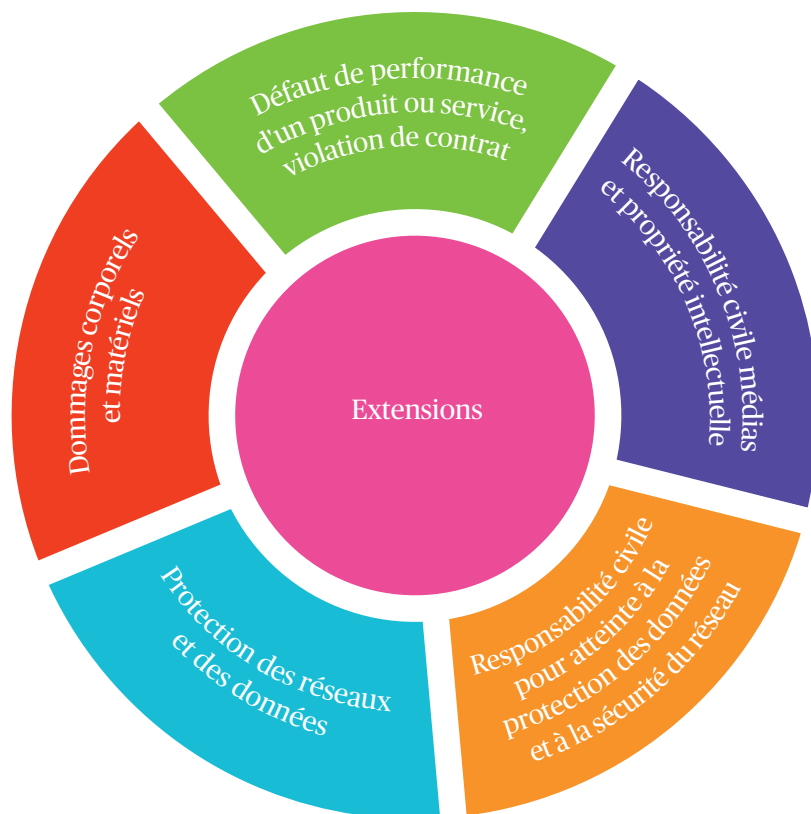 Défaut de performance
d'un produit ou service,
violation de contrat
Responsabilité civile médias
et propriété intellectuelle
Responsabilité civile
pour atteinte à la
protection des données
et à la sécurité du réseau
Protection des réseaux
et des données
Dommages corporels
et matériels
Extensions